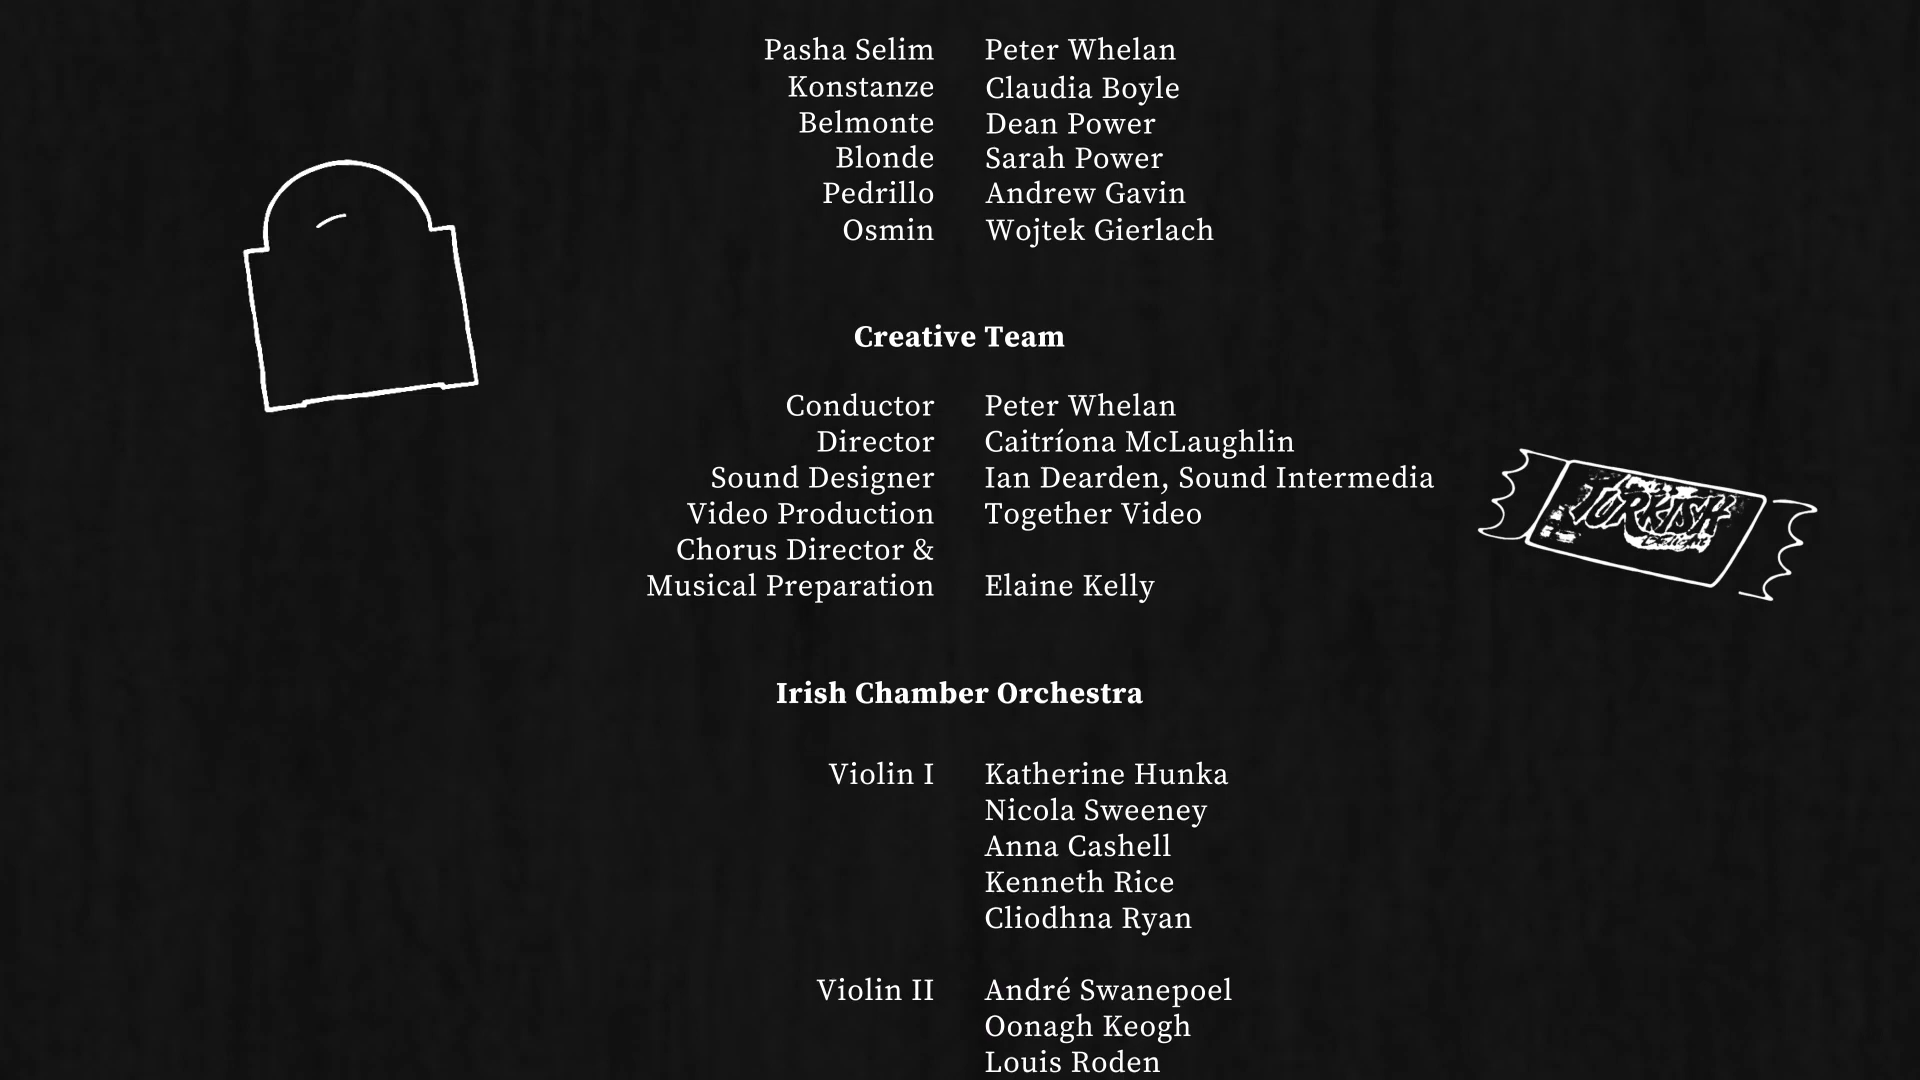 Pasha Selim Peter Whelan
Konstanze Claudia Boyle
Belmonte Dean Power
Blonde Sarah Power
Pedrillo Andrew Gavin
Osmin Wojtek Gierlach
Creative Team
Conductor Peter Whelan
Director Caitríona McLaughlin
Sound Designer Ian Dearden, Sound Intermedia
Video Production Together Video
Chorus Director &
Musical Preparation Elaine Kelly
TURKISH
DELIGHT
Irish Chamber Orchestra
Violin I Katherine Hunka
Nicola Sweeney
Anna Cashell
Kenneth Rice
Cliodhna Ryan
Violin II André Swanepoel
Oonagh Keogh
Louis Roden